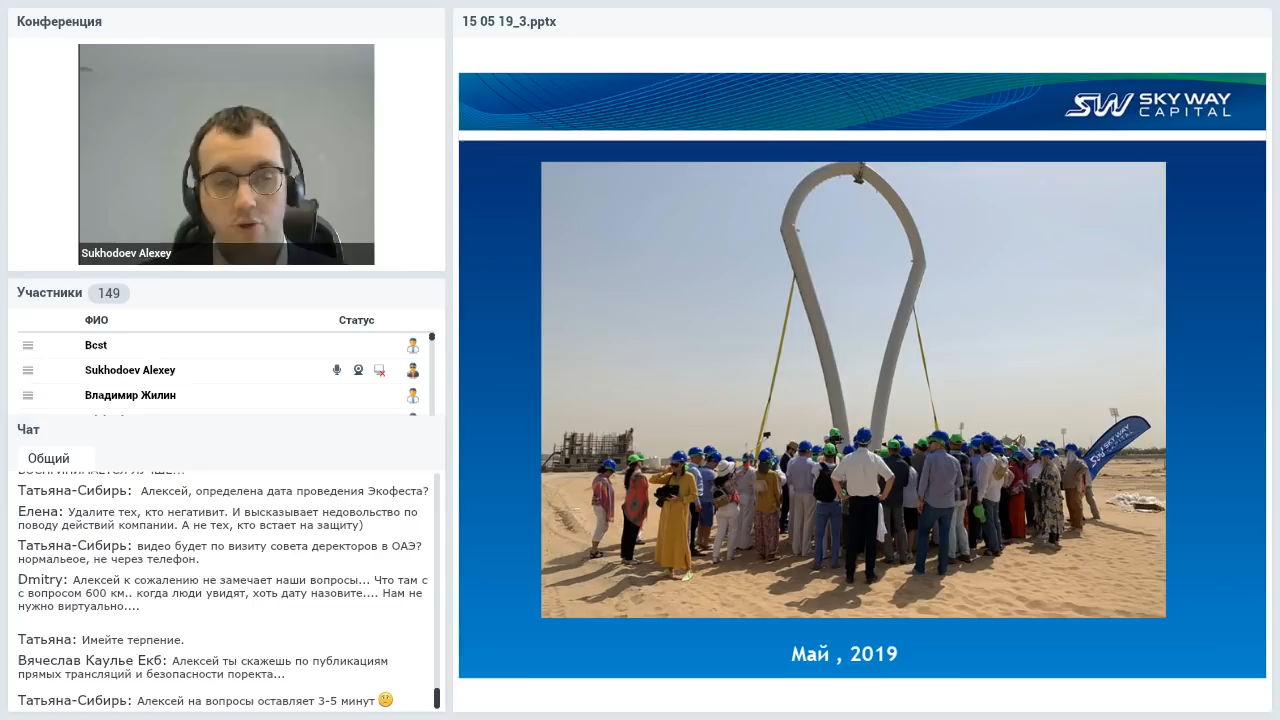 Конференция
Sukhodoev Alexey
Участники 149
ФИО Статус
Bcst
Sukhodoev Alexey
Владимир Жилин
Чат
Общий
Татьяна-Сибирь: Алексей, определена дата проведения Экофеста?
Елена: Удалите тех, кто негативит. И высказывает недовольство по
поводу действий компании. А не тех, кто встает на защиту)
Татьяна-Сибирь: видео будет по визиту совета деректоров в ОАЭ?
нормальеое, не через телефон.
Dmitry: Алексей к сожалению не замечает наши вопросы... Что там с
с вопросом 600 км.. когда люди увидят, хоть дату назовите.... Нам не
нужно виртуально....
Татьяна: Имейте терпение.
Вячеслав Каулье Екб: Алексей ты скажешь по публикациям
прямых трансляций и безопасности поректа...
Татьяна-Сибирь: Алексей на вопросы оставляет 3-5 минут
15 05 19_3.pptx
SW SKY WAY
CAPITAL
SKY WAY
CAPITAL
Май , 2019